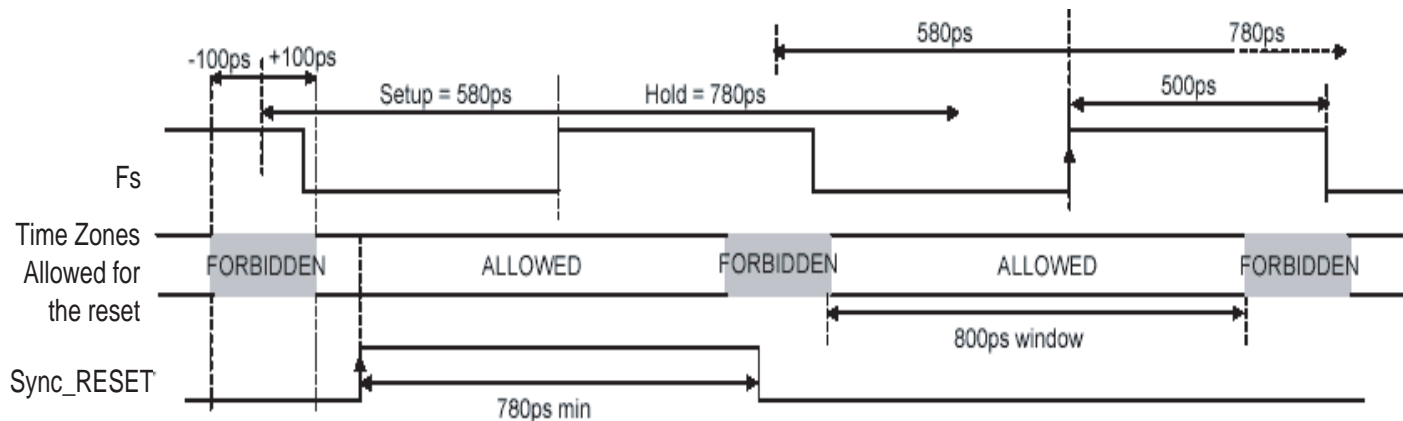 580ps
780ps
-100ps
+100ps
Setup = 580ps
Hold = 780ps
500ps
Fs
Time Zones
Allowed for
the reset
FORBIDDEN
ALLOWED
FORBIDDEN
ALLOWED
FORBIDDEN
800ps window
Sync_RESET
780ps min